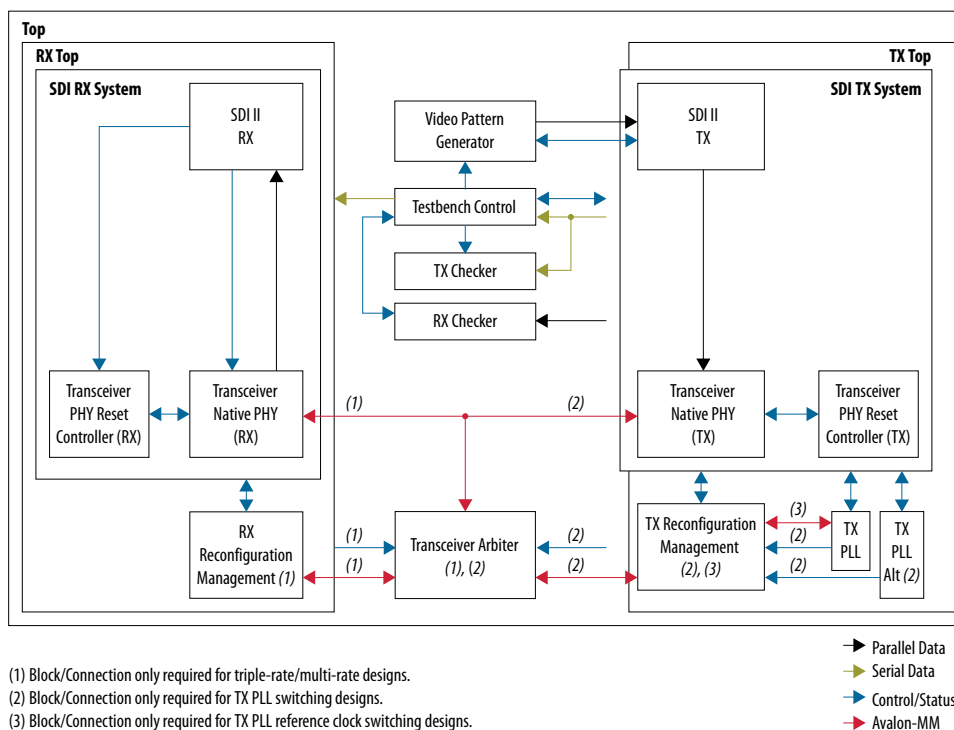 Top
RX Top
TX Top
SDI RX System
SDI TX System
SDI II
RX
Video Pattern
Generator
SDI II
TX
Testbench Control
TX Checker
RX Checker
Transceiver
PHY Reset
Controller (RX)
Transceiver
Native PHY
(RX)
(1)
(2)
Transceiver
Native PHY
(TX)
Transceiver
PHY Reset
Controller (TX)
RX
Reconfiguration
Management (1)
(1)
(1)
Transceiver Arbiter
(1), (2)
(2)
(2)
TX Reconfiguration
Management
(2), (3)
(3)
(2)
(2)
TX
PLL
TX
PLL
Alt (2)
(1) Block/Connection only required for triple-rate/multi-rate designs.
(2) Block/Connection only required for TX PLL switching designs.
(3) Block/Connection only required for TX PLL reference clock switching designs.
Parallel Data
Serial Data
Control/Status
Avalon-MM